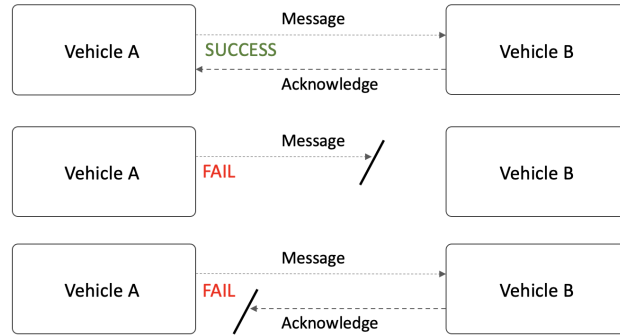 Message
Vehicle A
SUCCESS
Vehicle B
Acknowledge
Message
Vehicle A
FAIL
Vehicle B
Message
Vehicle A
FAIL
Vehicle B
Acknowledge